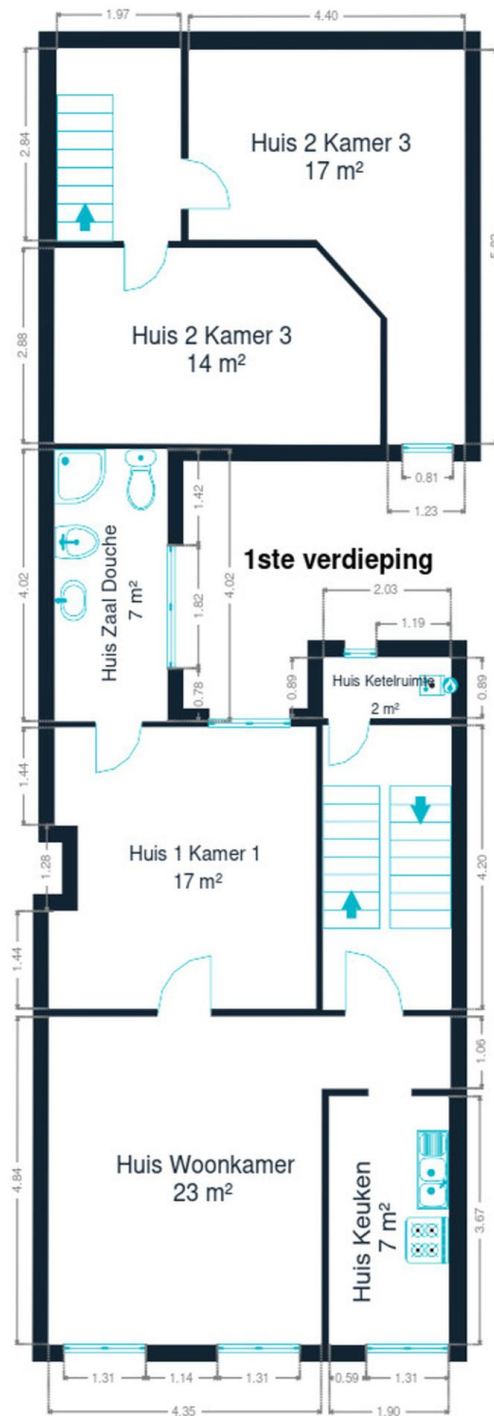 1.97
4.40
2.84
Huis 2 Kamer 3
17 m²
2.88
Huis 2 Kamer 3
14 m²
0.81
1.23
4.02
Huis Zaal Douche
7 m²
1.42
1.82
0.78
4.02
1ste verdieping
2.03
1.19
0.89
Huis Ketelruimte
2 m²
0.89
1.44
1.28
1.44
Huis 1 Kamer 1
17 m²
4.20
1.06
4.84
Huis Woonkamer
23 m²
Huis Keuken
7 m²
3.67
1.31
1.14
1.31
0.59
1.31
4.35
1.90